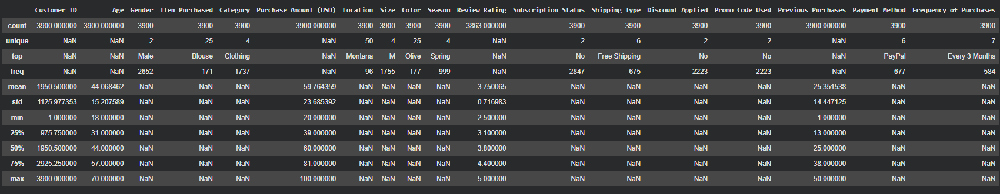 Customer ID Age Gender Item Purchased Category Purchase Amount (USD) Location Size Color Season Review Rating Subscription Status Shipping Type Discount Applied Promo Code Used Previous Purchases Payment Method Frequency of Purchases
count 3900.000000 3900.000000 3900 3900 3900 3900.000000 3900 3900 3900 3900 3863.000000 3900 3900 3900 3900 3900.000000 3900 3900
unique NaN NaN 2 25 4 NaN 50 4 25 4 NaN 2 6 2 2 NaN 6 7
top NaN NaN Male Blouse Clothing NaN Montana M Olive Spring NaN No Free Shipping No No NaN PayPal Every 3 Months
freq NaN NaN 2652 171 1737 NaN 96 1755 177 999 NaN 2847 675 2223 2223 NaN 677 584
mean 1950.500000 44.068462 NaN NaN NaN 59.764359 NaN NaN NaN NaN 3.750065 NaN NaN NaN NaN 25.351538 NaN NaN
std 1125.977353 15.207589 NaN NaN NaN 23.685392 NaN NaN NaN NaN 0.716983 NaN NaN NaN NaN 14.447125 NaN NaN
min 1.000000 18.000000 NaN NaN NaN 20.000000 NaN NaN NaN NaN 2.500000 NaN NaN NaN NaN 1.000000 NaN NaN
25% 975.750000 31.000000 NaN NaN NaN 39.000000 NaN NaN NaN NaN 3.100000 NaN NaN NaN NaN 13.000000 NaN NaN
50% 1950.500000 44.000000 NaN NaN NaN 60.000000 NaN NaN NaN NaN 3.800000 NaN NaN NaN NaN 25.000000 NaN NaN
75% 2925.250000 57.000000 NaN NaN NaN 81.000000 NaN NaN NaN NaN 4.400000 NaN NaN NaN NaN 38.000000 NaN NaN
max 3900.000000 70.000000 NaN NaN NaN 100.000000 NaN NaN NaN NaN 5.000000 NaN NaN NaN NaN 50.000000 NaN NaN